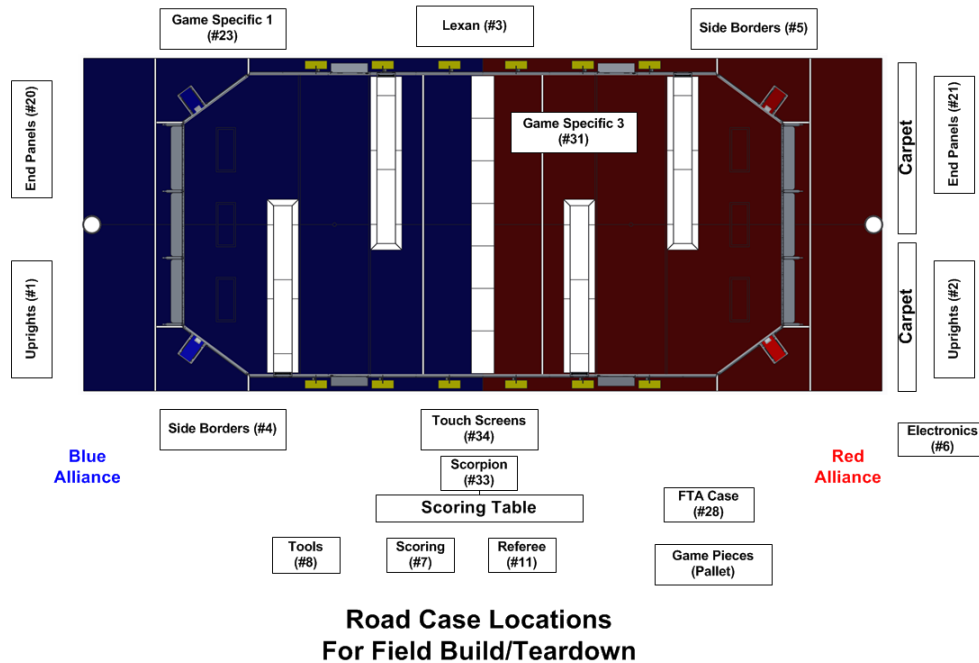 Game Specific 1
(#23)
Lexan (#3)
Side Borders (#5)
End Panels (#20)
Game Specific 3
(#31)
Carpet
End Panels (#21)
Uprights (#1)
Carpet
Uprights (#2)
Side Borders (#4)
Touch Screens
(#34)
Electronics
(#6)
Blue
Alliance
Scorpion
(#33)
Red
Alliance
Scoring Table
FTA Case
(#28)
Tools
(#8)
Scoring
(#7)
Referee
(#11)
Game Pieces
(Pallet)
Road Case Locations
For Field Build/Teardown